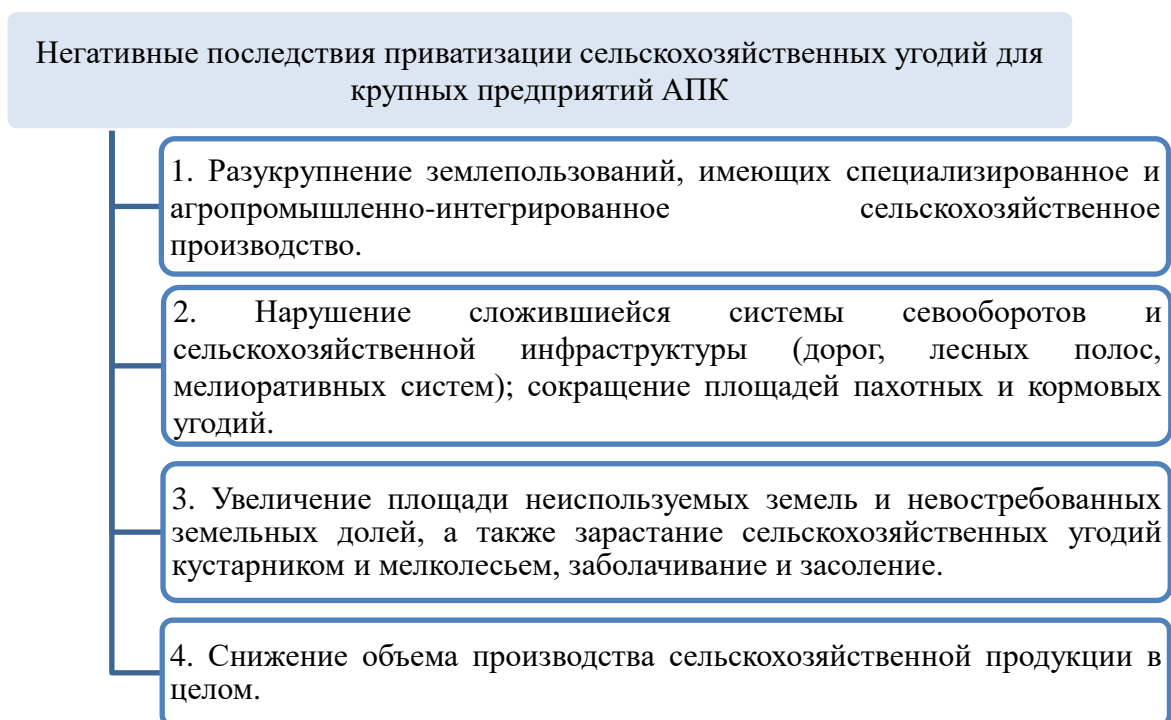 Негативные последствия приватизации сельскохозяйственных угодий для
крупных предприятий АПК
1. Разукрупнение землепользований, имеющих специализированное и
агропромышленно-интегрированное сельскохозяйственное
производство.
2. Нарушение сложившиейся системы севооборотов и
сельскохозяйственной инфраструктуры (дорог, лесных полос,
мелиоративных систем); сокращение площадей пахотных и кормовых
угодий.
3. Увеличение площади неиспользуемых земель и невостребованных
земельных долей, а также зарастание сельскохозяйственных угодий
кустарником и мелколесьем, заболачивание и засоление.
4. Снижение объема производства сельскохозяйственной продукции в
целом.